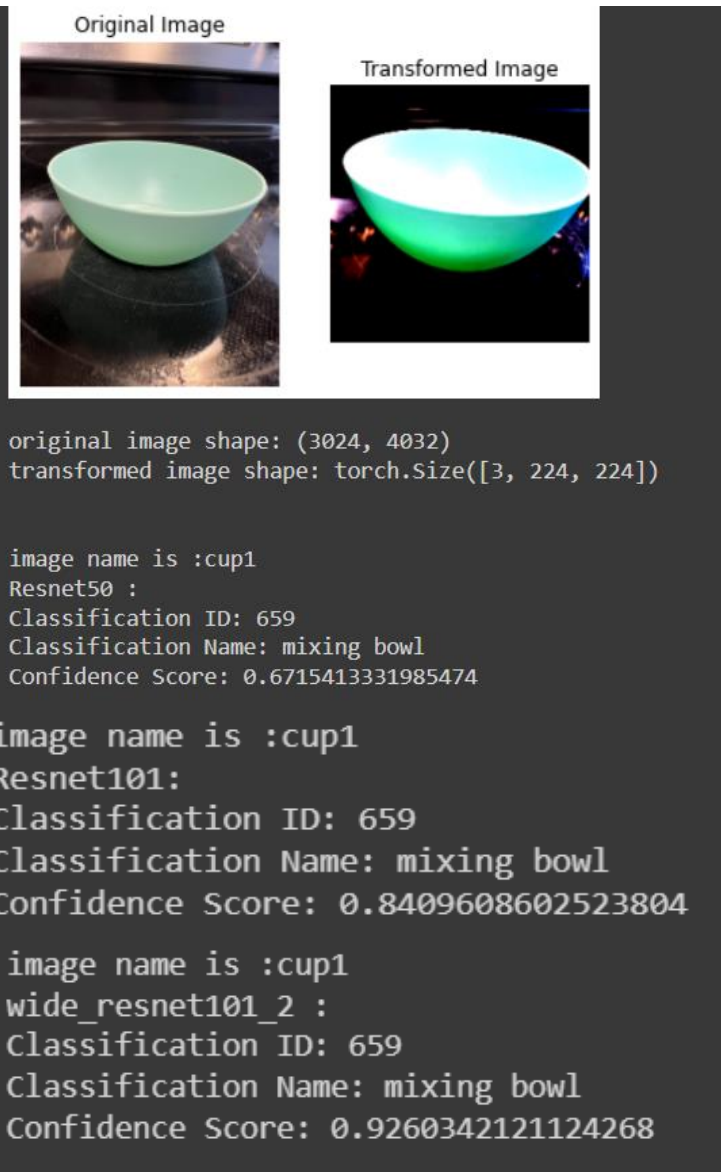 Original Image
Transformed Image
original image shape: (3024, 4032)
transformed image shape: torch.Size([3, 224, 224])
image name is :cup1
Resnet50 :
Classification ID: 659
Classification Name: mixing bowl
Confidence Score: 0.6715413331985474
image name is :cup1
Resnet101:
Classification ID: 659
Classification Name: mixing bowl
Confidence Score: 0.8409608602523804
image name is :cup1
wide_resnet101_2 :
Classification ID: 659
Classification Name: mixing bowl
Confidence Score: 0.9260342121124268